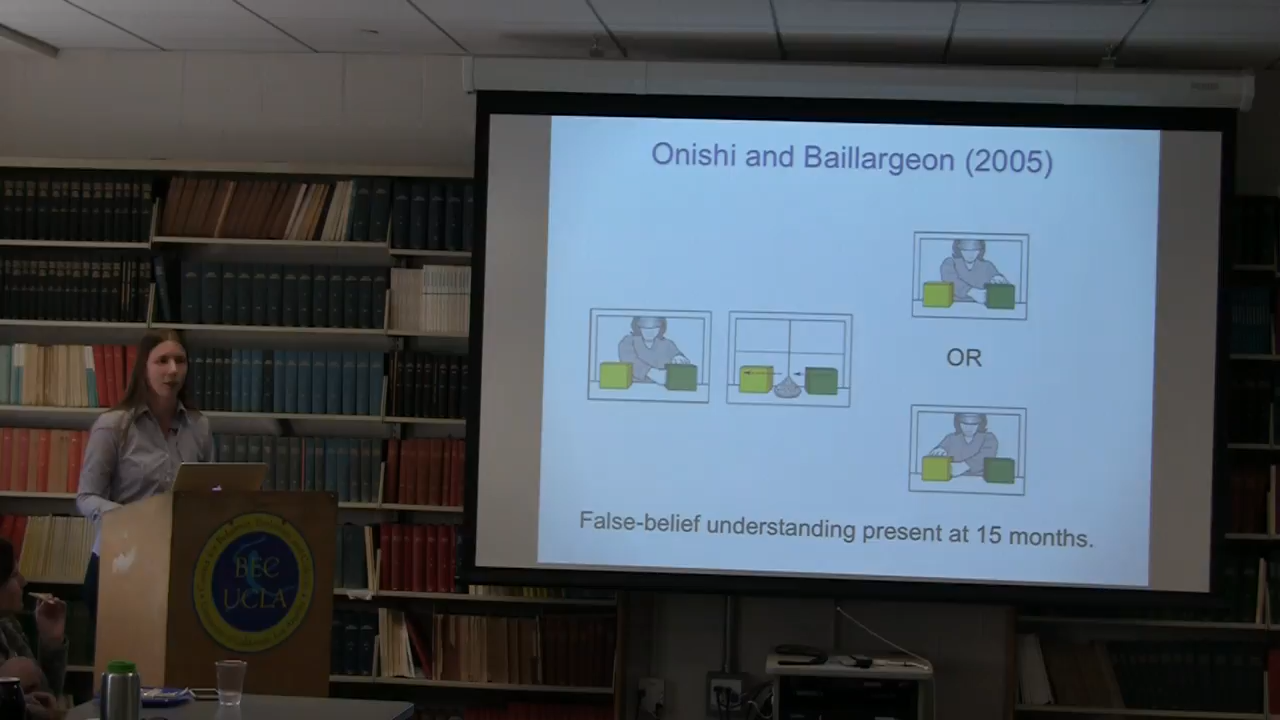 Onishi and Baillargeon (2005)
OR
False-belief understanding present at 15 months.
BEC
UCLA